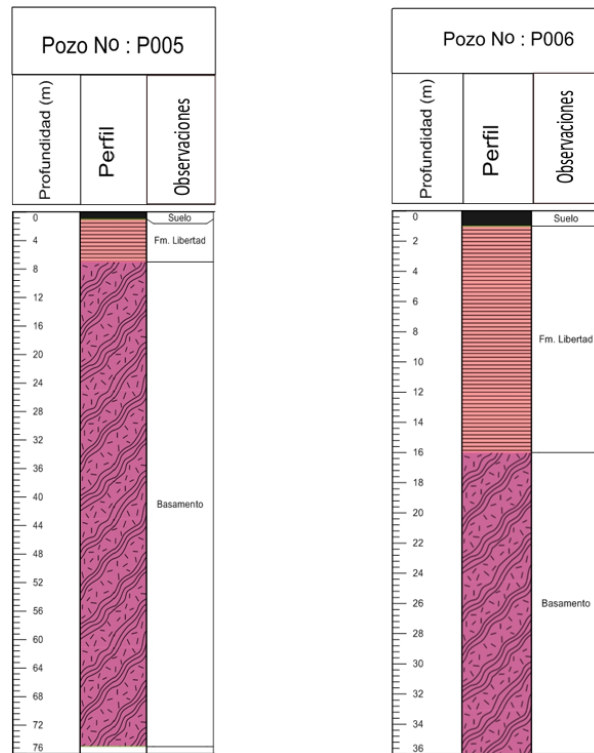 Pozo No : P005
Profundidad (m)
Perfil
Observaciones
0
4
8
12
16
20
24
28
32
36
40
44
48
52
56
60
64
68
72
76
Suelo
Fm. Libertad
Basamento
Pozo No : P006
Profundidad (m)
Perfil
Observaciones
0
2
4
6
8
10
12
14
16
18
20
22
24
26
28
30
32
34
36
Suelo
Fm. Libertad
Basamento